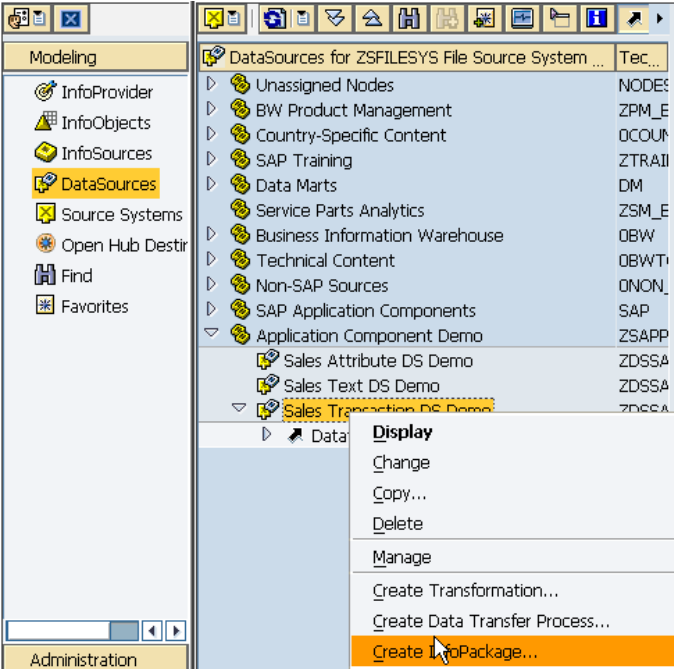 Modeling
InfoProvider
InfoObjects
InfoSources
DataSources
Source Systems
Open Hub Destin
Find
Favorites
Administration
DataSources for ZSFILESYS File Source System ... Tec...
Unassigned Nodes NODES
BW Product Management ZPM_E
Country-Specific Content 0COUN
SAP Training ZTRAI
Data Marts DM
Service Parts Analytics ZSM_E
Business Information Warehouse 0BW
Technical Content 0BWT
Non-SAP Sources 0NON_
SAP Application Components SAP
Application Component Demo ZSAPP
Sales Attribute DS Demo ZDSSA
Sales Text DS Demo ZDSSA
Sales Transaction DS Demo ZDSSA
Data
Display
Change
Copy...
Delete
Manage
Create Transformation...
Create Data Transfer Process...
Create InfoPackage...